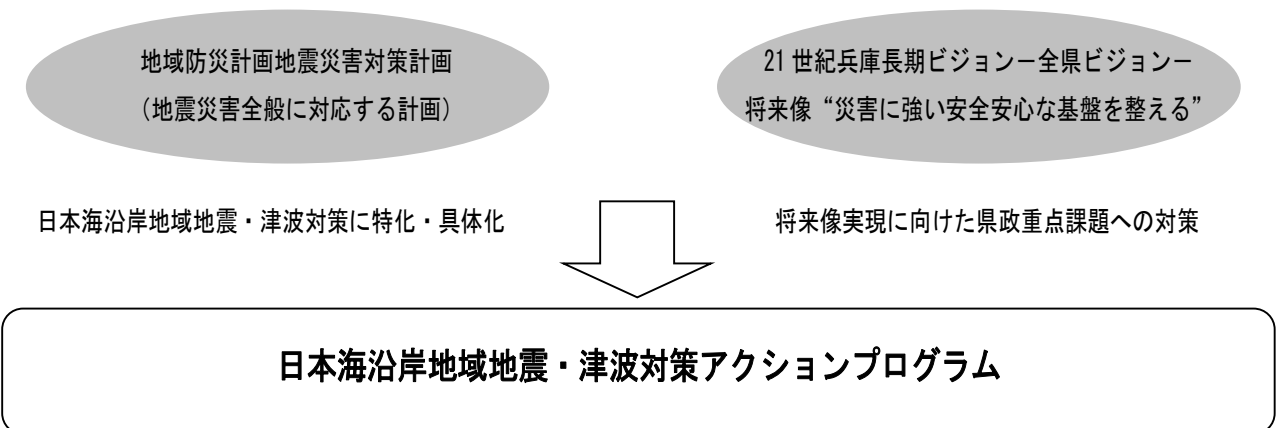 地域防災計画地震災害対策計画
(地震災害全般に対応する計画)
21世紀兵庫長期ビジョンー全県ビジョンー
将来像“災害に強い安全安心な基盤を整える”
日本海沿岸地域地震・津波対策に特化・具体化
将来像実現に向けた県政重点課題への対策
日本海沿岸地域地震・津波対策アクションプログラム